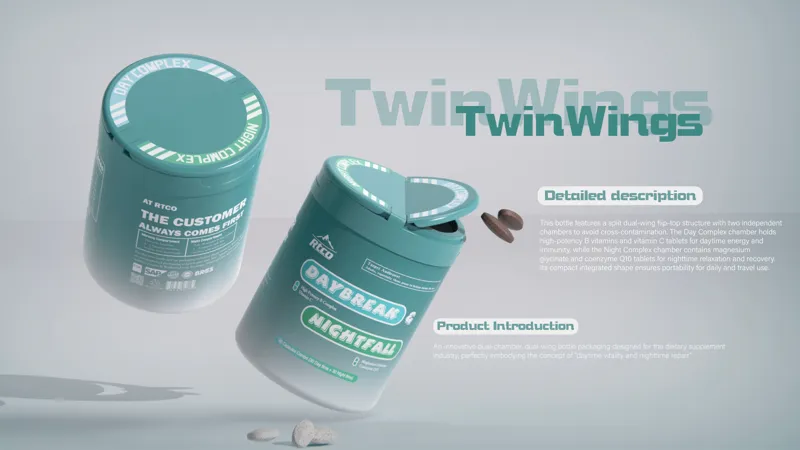 TwinWings
TwinWings
DAY COMPLEX
NIGHT COMPLEX
AT RTCO
THE CUSTOMER
ALWAYS COMES FIRST
RTCO
DAYBREAK &
NIGHTFALL
Detailed description
This bottle features a split dual-wing flip-top structure with two independent
chambers to avoid cross-contamination. The Day Complex chamber holds
high-potency B vitamins and vitamin C tablets for daytime energy and
immunity, while the Night Complex chamber contains magnesium
glycinate and coenzyme Q10 tablets for nighttime relaxation and recovery.
Its compact integrated shape ensures portability for daily and travel use.
Product Introduction
An innovative dual-chamber, dual-wing bottle packaging designed for the dietary supplement
industry, perfectly embodying the concept of "daytime vitality and nighttime repair"